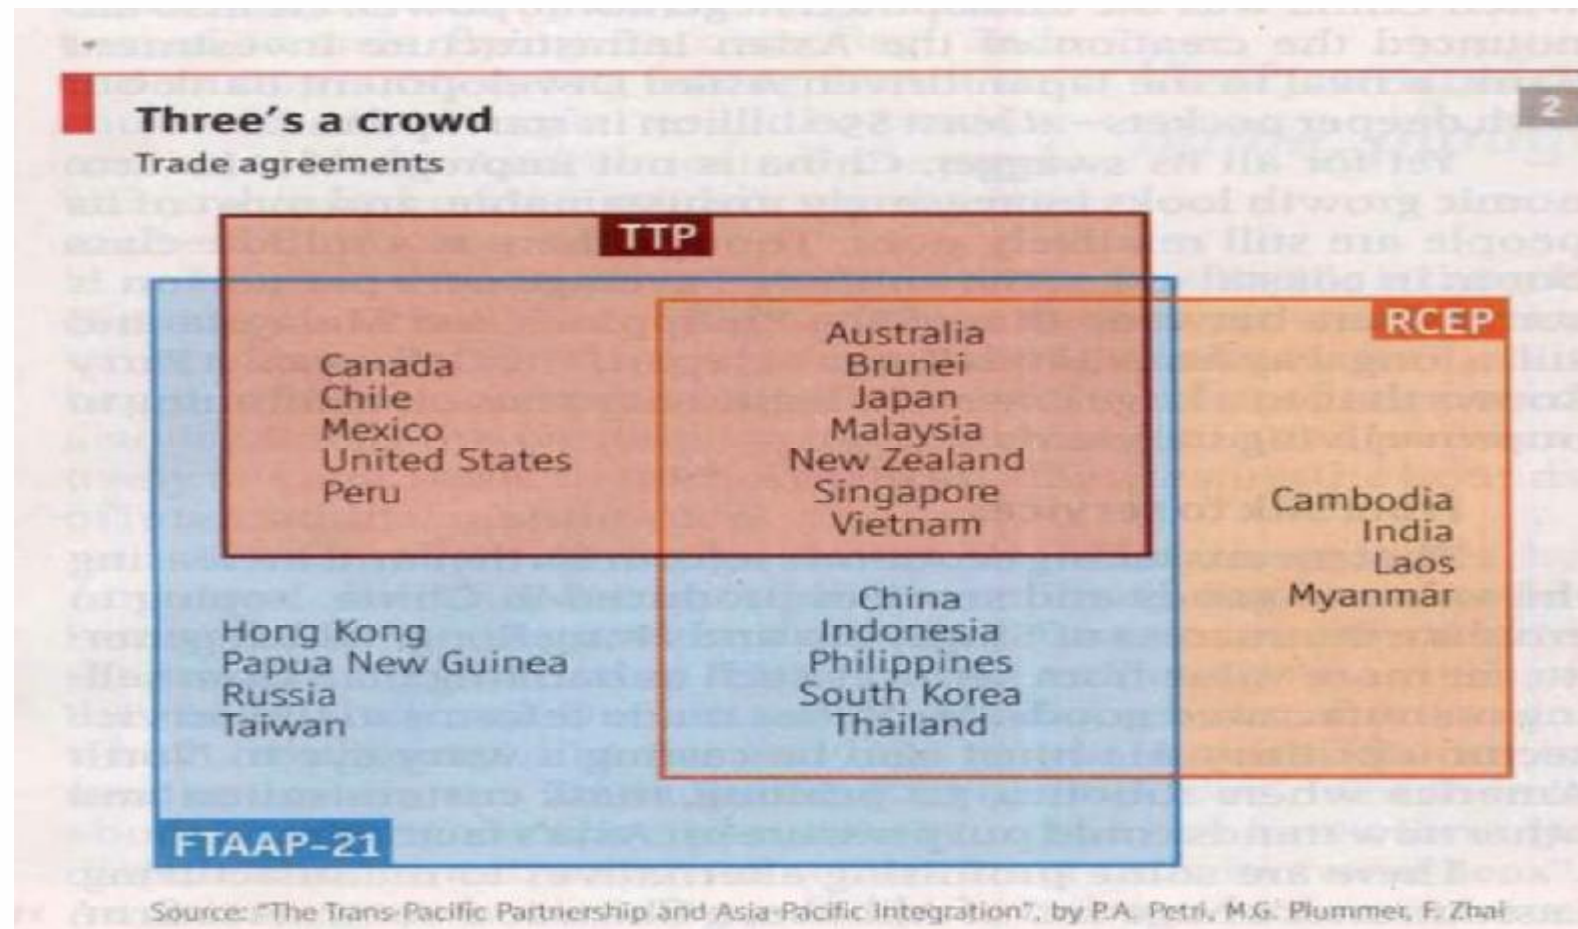 Three's a crowd
2
Trade agreements
TTP
RCEP
Canada
Chile
Mexico
United States
Peru
Australia
Brunei
Japan
Malaysia
New Zealand
Singapore
Vietnam
Cambodia
India
Laos
Myanmar
Hong Kong
Papua New Guinea
Russia
Taiwan
China
Indonesia
Philippines
South Korea
Thailand
FTAAP-21
Source: "The Trans-Pacific Partnership and Asia-Pacific Integration", by P.A. Petri, M.G. Plummer, F. Zhai